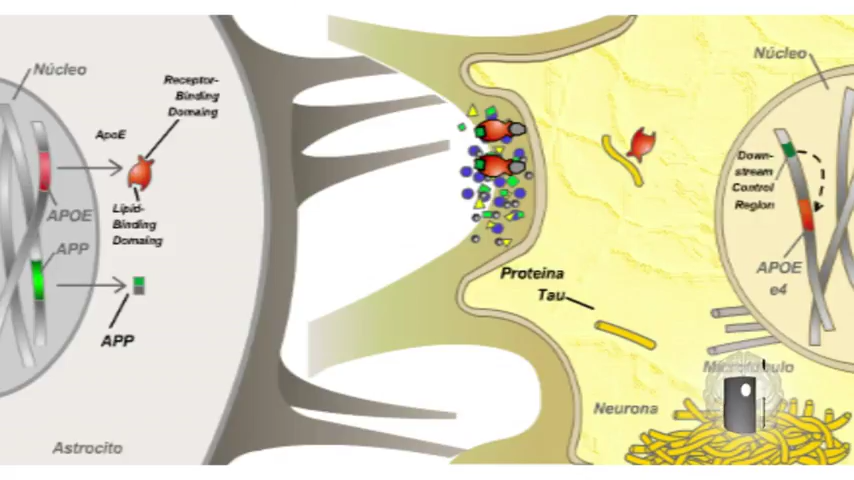 Núcleo
Receptor-
Binding
Domaing
ApoE
Lipid-
Binding
Domaing
APOE
APP
APP
Astrocito
Proteina
Tau
Neurona
Núcleo
Down-
stream
Control
Region
APOE
e4
Microtúbulo